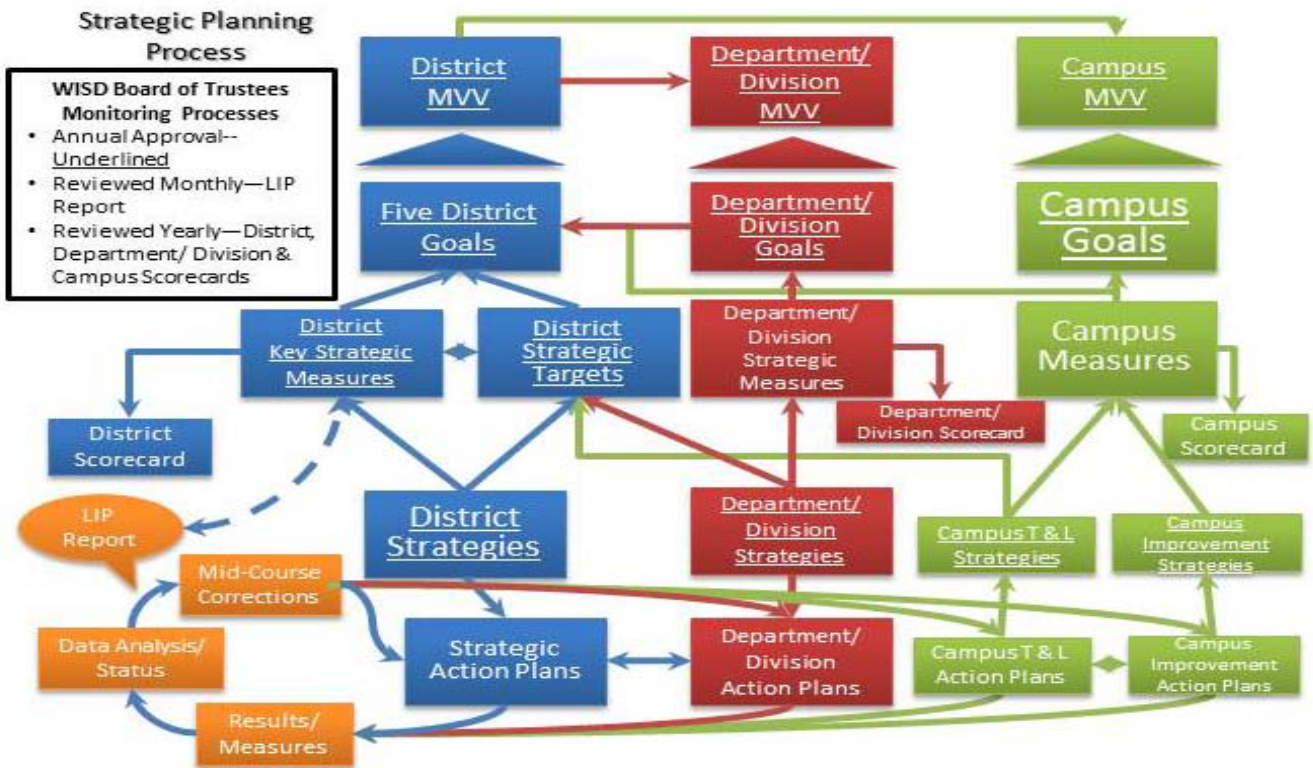 Strategic Planning
Process
WISD Board of Trustees
Monitoring Processes
• Annual Approval--
Underlined
• Reviewed Monthly—LIP
Report
• Reviewed Yearly—District,
Department/ Division &
Campus Scorecards
District
MVV
Department/
Division
MVV
Campus
MVV
Five District
Goals
Department/
Division
Goals
Campus
Goals
District
Key Strategic
Measures
District
Strategic
Targets
Department/
Division
Strategic
Measures
Campus
Measures
District
Scorecard
Department/
Division Scorecard
Campus
Scorecard
LIP
Report
District
Strategies
Department/
Division
Strategies
Campus T & L
Strategies
Campus
Improvement
Strategies
Mid-Course
Corrections
Data Analysis/
Status
Strategic
Action Plans
Department/
Division
Action Plans
Campus T & L
Action Plans
Campus
Improvement
Action Plans
Results/
Measures